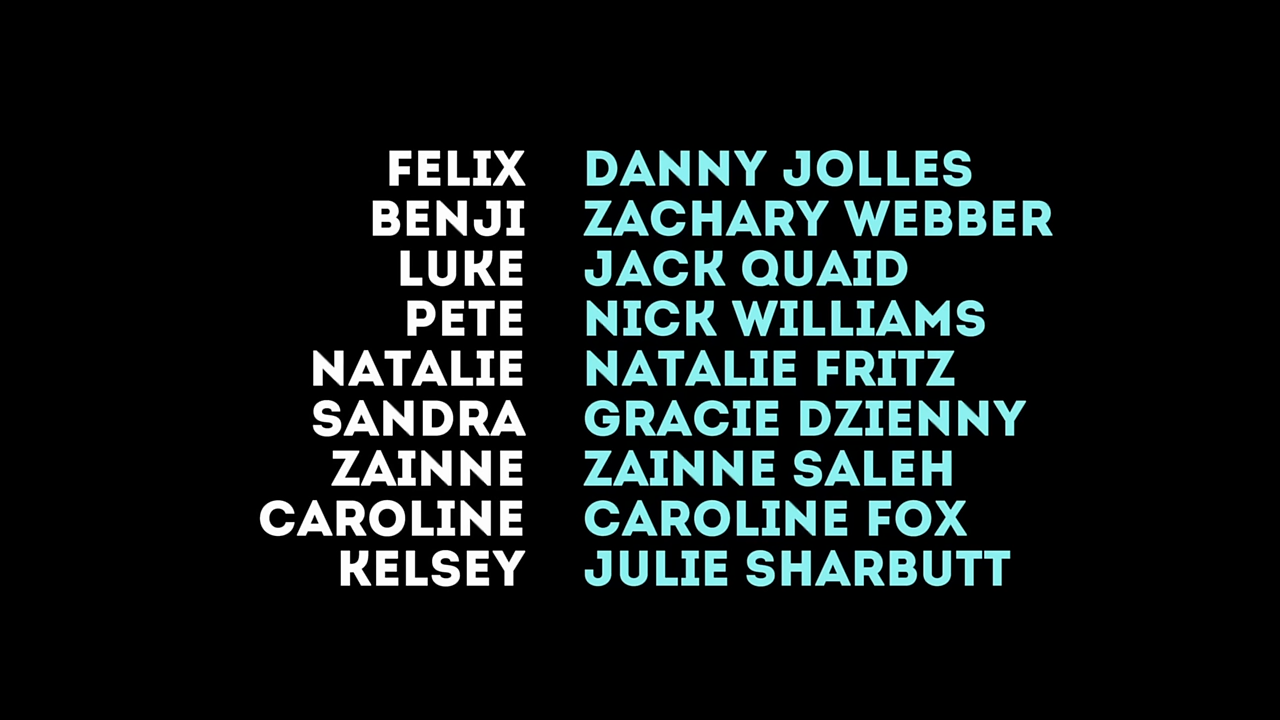 FELIX DANNY JOLLES
BENJI ZACHARY WEBBER
LUKE JACK QUAID
PETE NICK WILLIAMS
NATALIE NATALIE FRITZ
SANDRA GRACIE DZIENNY
ZAINNE ZAINNE SALEH
CAROLINE CAROLINE FOX
KELSEY JULIE SHARBUTT